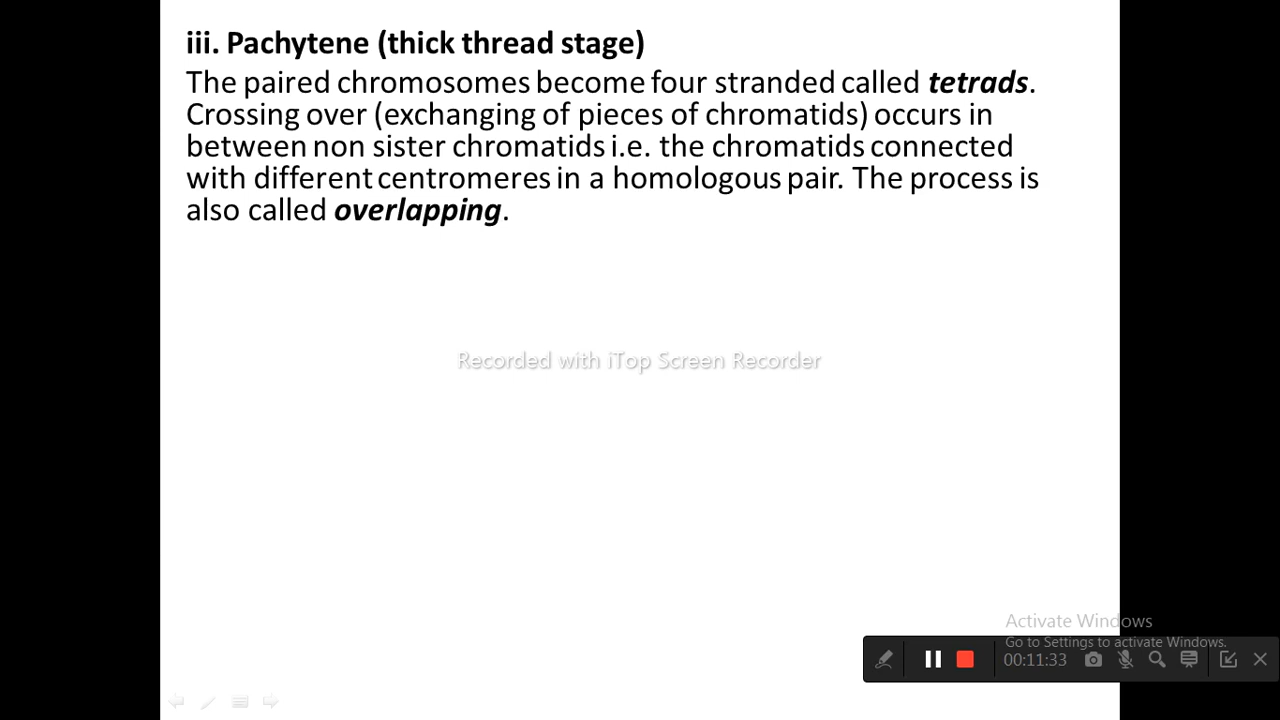 iii. Pachytene (thick thread stage)
The paired chromosomes become four stranded called tetrads.
Crossing over (exchanging of pieces of chromatids) occurs in
between non sister chromatids i.e. the chromatids connected
with different centromeres in a homologous pair. The process is
also called overlapping.
Recorded with iTop Screen Recorder
Activate Windows
Go to Settings to activate Windows.
00:11:33